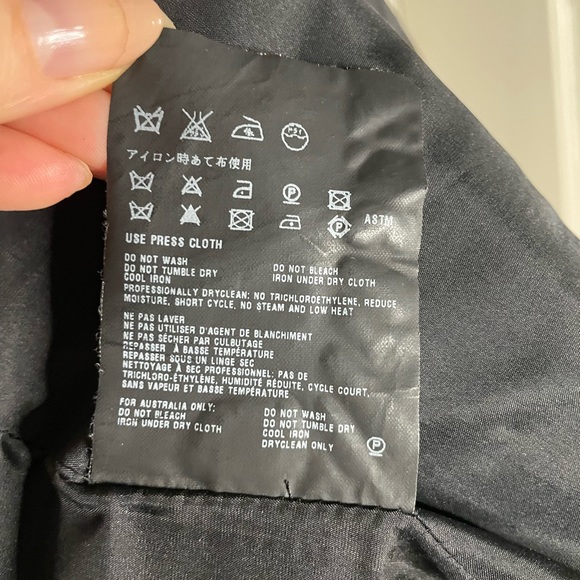 アイロン時あて布使用
P
P ASTM
USE PRESS CLOTH
DO NOT WASH DO NOT BLEACH
DO NOT TUMBLE DRY IRON UNDER DRY CLOTH
COOL IRON
PROFESSIONALLY DRYCLEAN: NO TRICHLOROETHYLENE, REDUCE
MOISTURE, SHORT CYCLE, NO STEAM AND LOW HEAT
NE PAS LAVER
NE PAS UTILISER D'AGENT DE BLANCHIMENT
NE PAS SÉCHER PAR CULBUTAGE
REPASSER À BASSE TEMPÉRATURE
REPASSER SOUS UN LINGE SEC
NETTOYAGE À SEC PROFESSIONNEL: PAS DE
TRICHLORO-ÉTHYLÈNE, HUMIDITÉ RÉDUITE, CYCLE COURT,
SANS VAPEUR ET BASSE TEMPÉRATURE
FOR AUSTRALIA ONLY: DO NOT WASH
DO NOT BLEACH DO NOT TUMBLE DRY
IRON UNDER DRY CLOTH COOL IRON
DRYCLEAN ONLY P